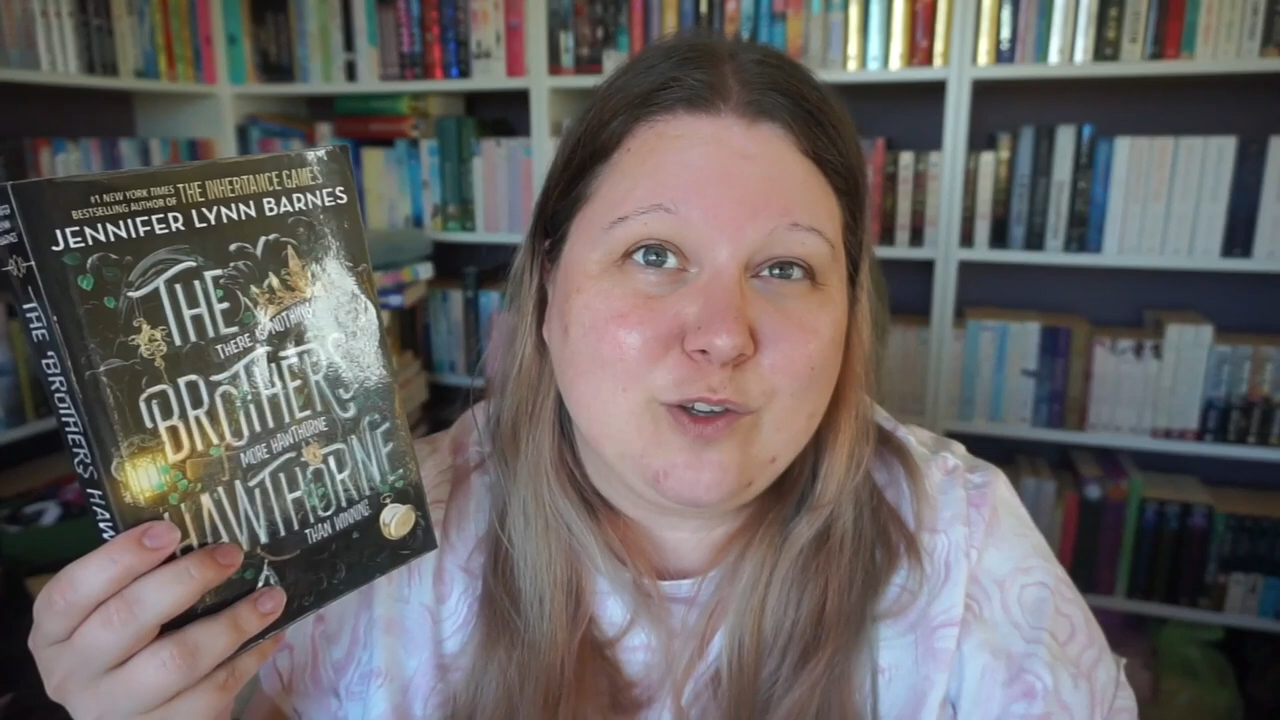 #1 NEW YORK TIMES
BESTSELLING AUTHOR OF THE INHERITANCE GAMES
JENNIFER LYNN BARNES
THE
THERE IS NOTHING
BROTHERS
MORE HAWTHORNE
HAWTHORNE
THAN WINNING
THE BROTHERS HAW